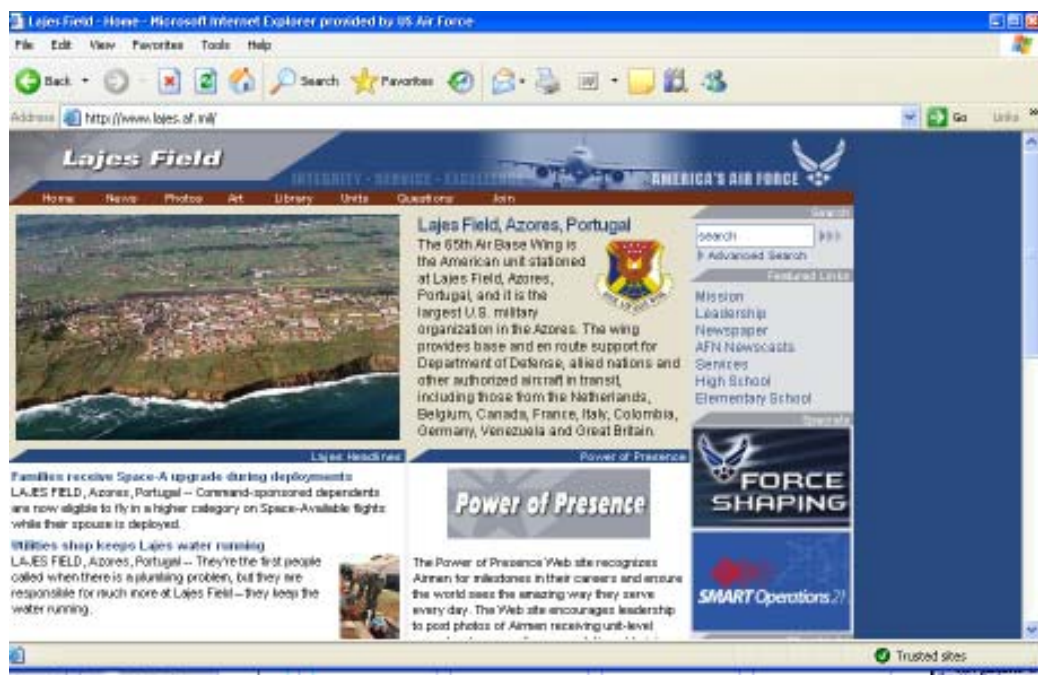 Lajes Field - Home - Microsoft Internet Explorer provided by US Air Force
File Edit View Favorites Tools Help
Back Search Favorites
Address http://www.lajes.af.mil/ Go Links
Lajes Field
INTEGRITY - SERVICE - EXCELLENCE AMERICA'S AIR FORCE
Home News Photos Art Library Units Questions Join
Lajes Field, Azores, Portugal
The 65th Air Base Wing is
the American unit stationed
at Lajes Field, Azores,
Portugal, and it is the
largest U.S. military
organization in the Azores. The wing
provides base and en route support for
Department of Defense, allied nations and
other authorized aircraft in transit,
including those from the Netherlands,
Belgium, Canada, France, Italy, Colombia,
Germany, Venezuela and Great Britain.
Search
search
Advanced Search
Featured Links
Mission
Leadership
Newspaper
AFN Newscasts
Services
High School
Elementary School
Specials
FORCE
SHAPING
SMART Operations 21
Lajes Headlines
Families receive Space-A upgrade during deployments
LAJES FIELD, Azores, Portugal -- Command-sponsored dependents
are now eligible to fly in a higher category on Space-Available flights
while their spouse is deployed.
Utilities shop keeps Lajes water running
LAJES FIELD, Azores, Portugal -- They're the first people
called when there is a plumbing problem, but they are
responsible for much more at Lajes Field -- they keep the
water running.
Power of Presence
Power of Presence
The Power of Presence Web site recognizes
Airmen for milestones in their careers and ensure
the world sees the amazing way they serve
every day. The Web site encourages leadership
to post photos of Airmen receiving unit-level
Trusted sites